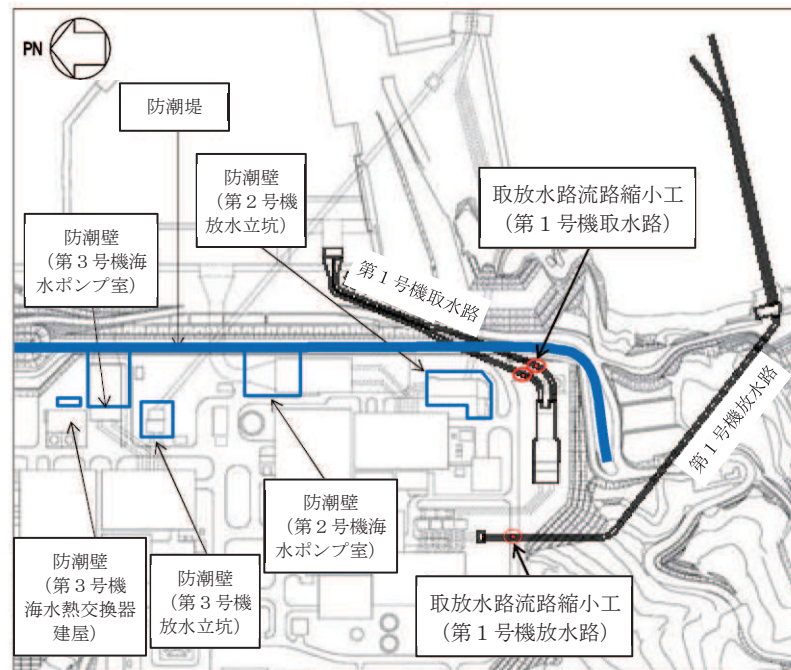 PN
防潮堤
防潮壁
（第２号機
放水立坑）
取放水路流路縮小工
（第１号機取水路）
防潮壁
（第３号機海
水ポンプ室）
第１号機取水路
第１号機放水路
防潮壁
（第２号機海
水ポンプ室）
防潮壁
（第３号機
海水熱交換器
建屋）
防潮壁
（第３号機
放水立坑）
取放水路流路縮小工
（第１号機放水路）